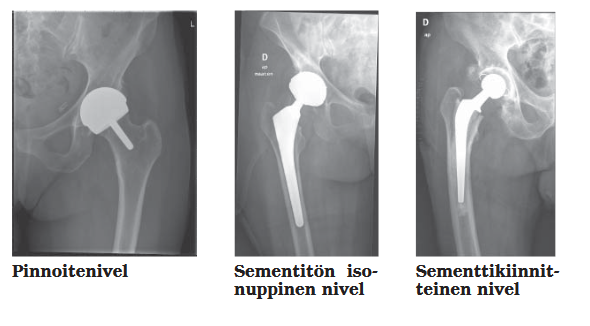 L
D
D
Pinnoitenivel
Sementitön iso-
nuppinen nivel
Sementtikiinnit-
teinen nivel